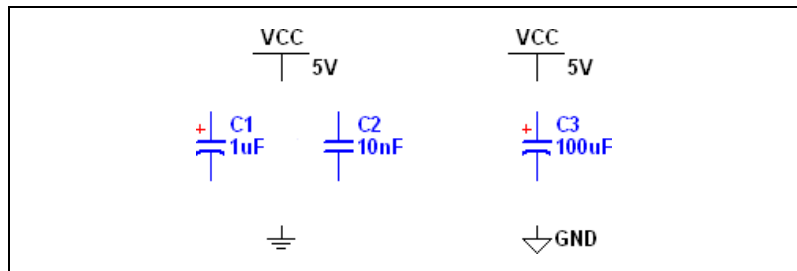 VCC
5V
VCC
5V
+ C1
1uF
C2
10nF
+ C3
100uF
GND